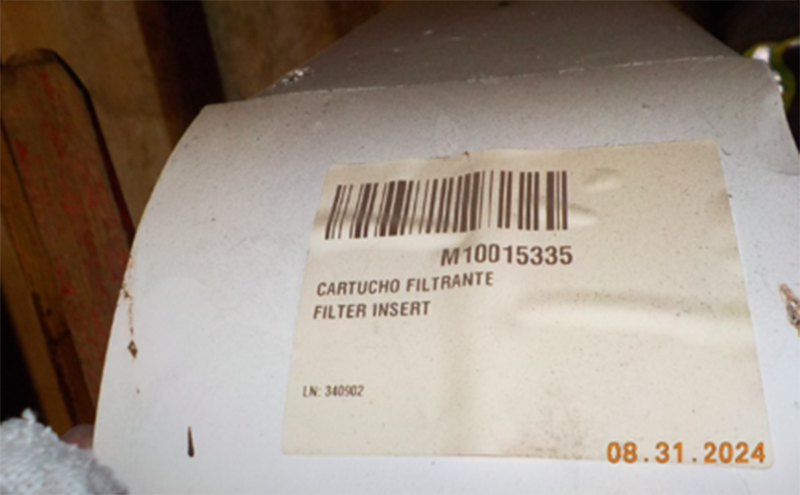 M10015335
CARTUCHO FILTRANTE
FILTER INSERT
LN: 340902
08.31.2024